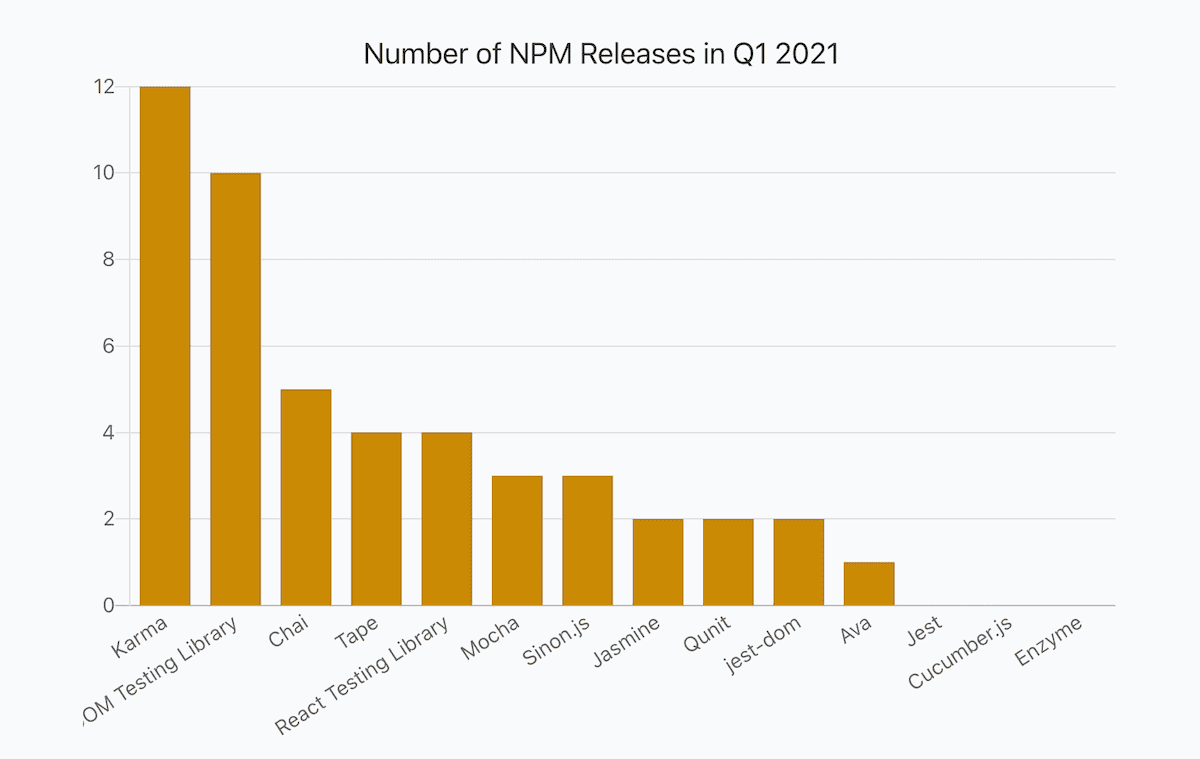 Number of NPM Releases in Q1 2021
12
10
8
6
4
2
0
Karma
OM Testing Library
Chai
Tape
React Testing Library
Mocha
Sinon.js
Jasmine
Qunit
jest-dom
Ava
Jest
Cucumber.js
Enzyme